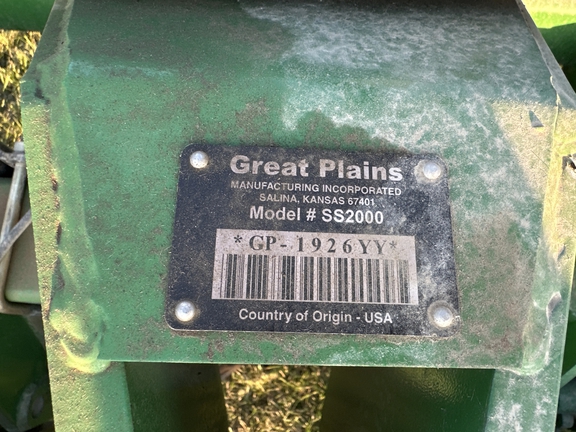 Great Plains
MANUFACTURING INCORPORATED
SALINA, KANSAS 67401
Model # SS2000
*GP-1926YY*
Country of Origin - USA